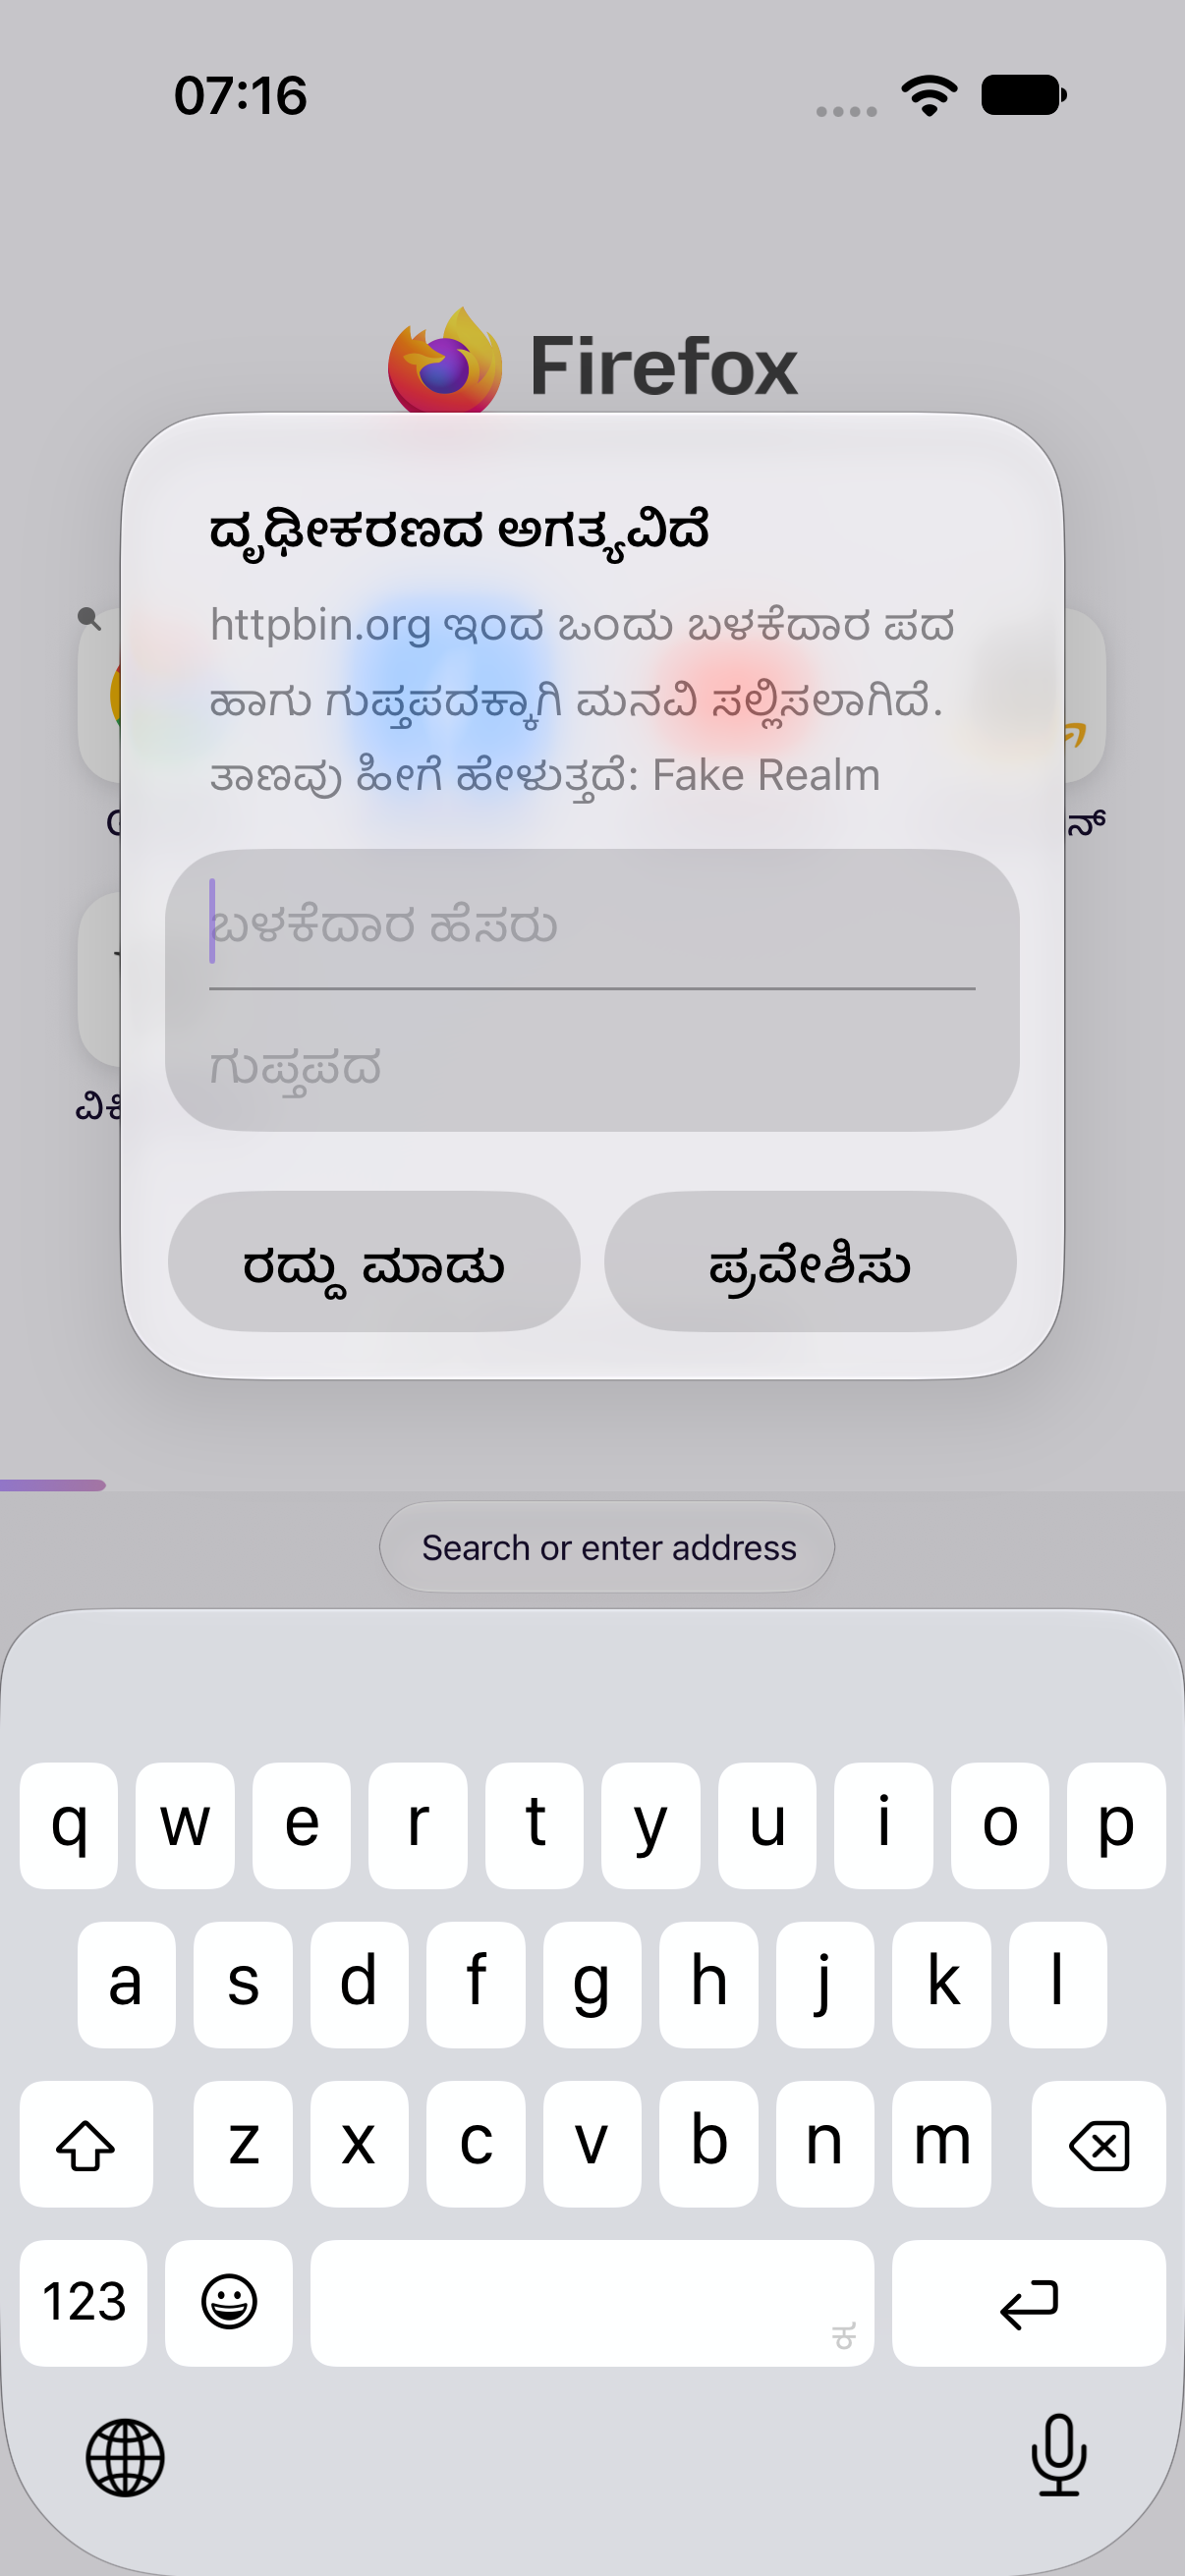 07:16
Firefox
ದೃಢೀಕರಣದ ಅಗತ್ಯವಿದೆ
httpbin.org ಇಂದ ಒಂದು ಬಳಕೆದಾರ ಪದ
ಹಾಗು ಗುಪ್ತಪದಕ್ಕಾಗಿ ಮನವಿ ಸಲ್ಲಿಸಲಾಗಿದೆ.
ತಾಣವು ಹೀಗೆ ಹೇಳುತ್ತದೆ: Fake Realm
ಬಳಕೆದಾರ ಹೆಸರು
ಗುಪ್ತಪದ
ರದ್ದು ಮಾಡು
ಪ್ರವೇಶಿಸು
Search or enter address
q w e r t y u i o p
a s d f g h j k l
z x c v b n m
123
ಕ